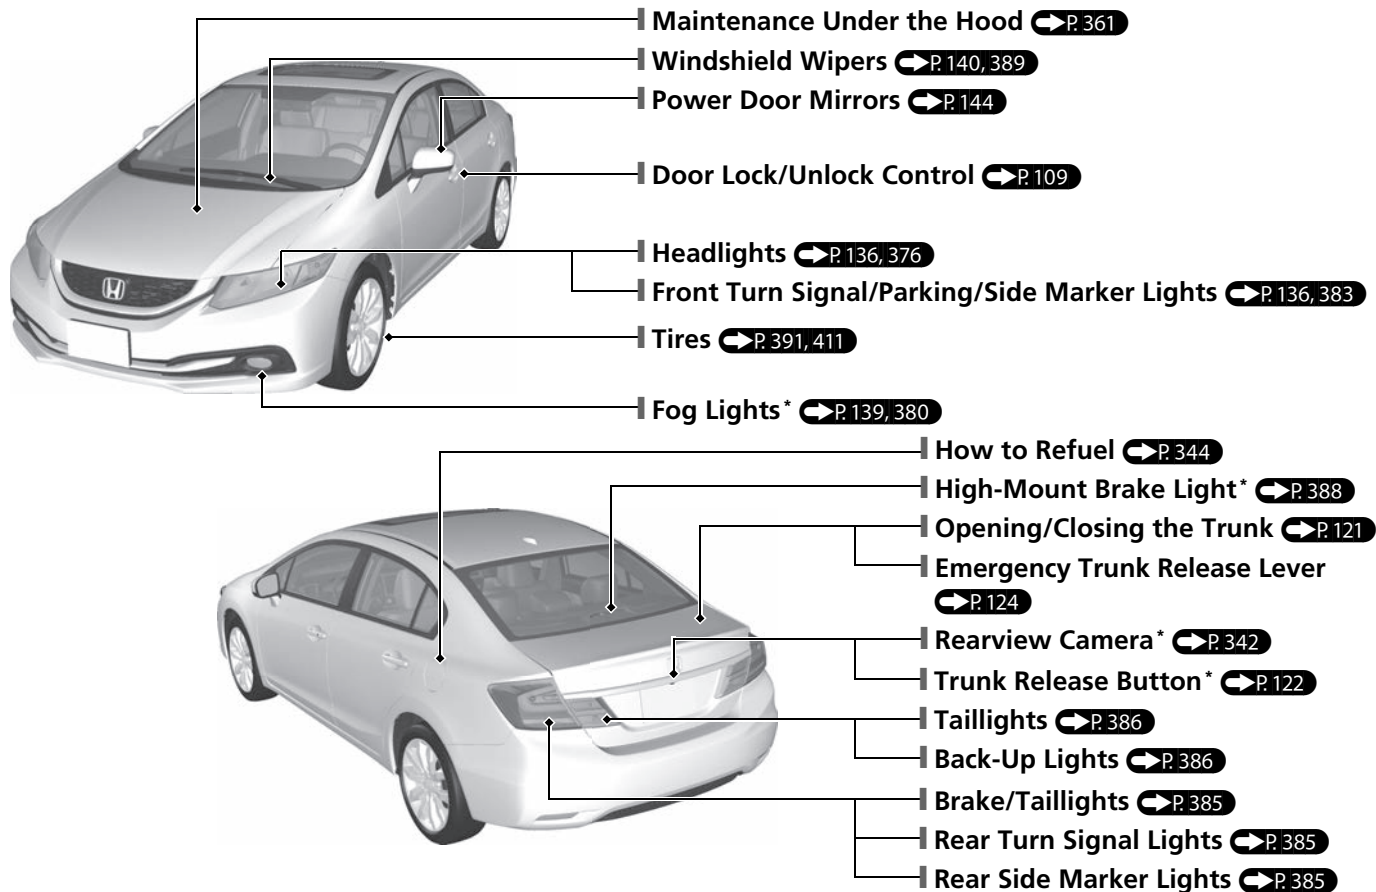 Maintenance Under the Hood P. 361
Windshield Wipers P. 140, 389
Power Door Mirrors P. 144
Door Lock/Unlock Control P. 109
Headlights P. 136, 376
Front Turn Signal/Parking/Side Marker Lights P. 136, 383
Tires P. 391, 411
Fog Lights* P. 139, 380
How to Refuel P. 344
High-Mount Brake Light* P. 388
Opening/Closing the Trunk P. 121
Emergency Trunk Release Lever
P. 124
Rearview Camera* P. 342
Trunk Release Button* P. 122
Taillights P. 386
Back-Up Lights P. 386
Brake/Taillights P. 385
Rear Turn Signal Lights P. 385
Rear Side Marker Lights P. 385